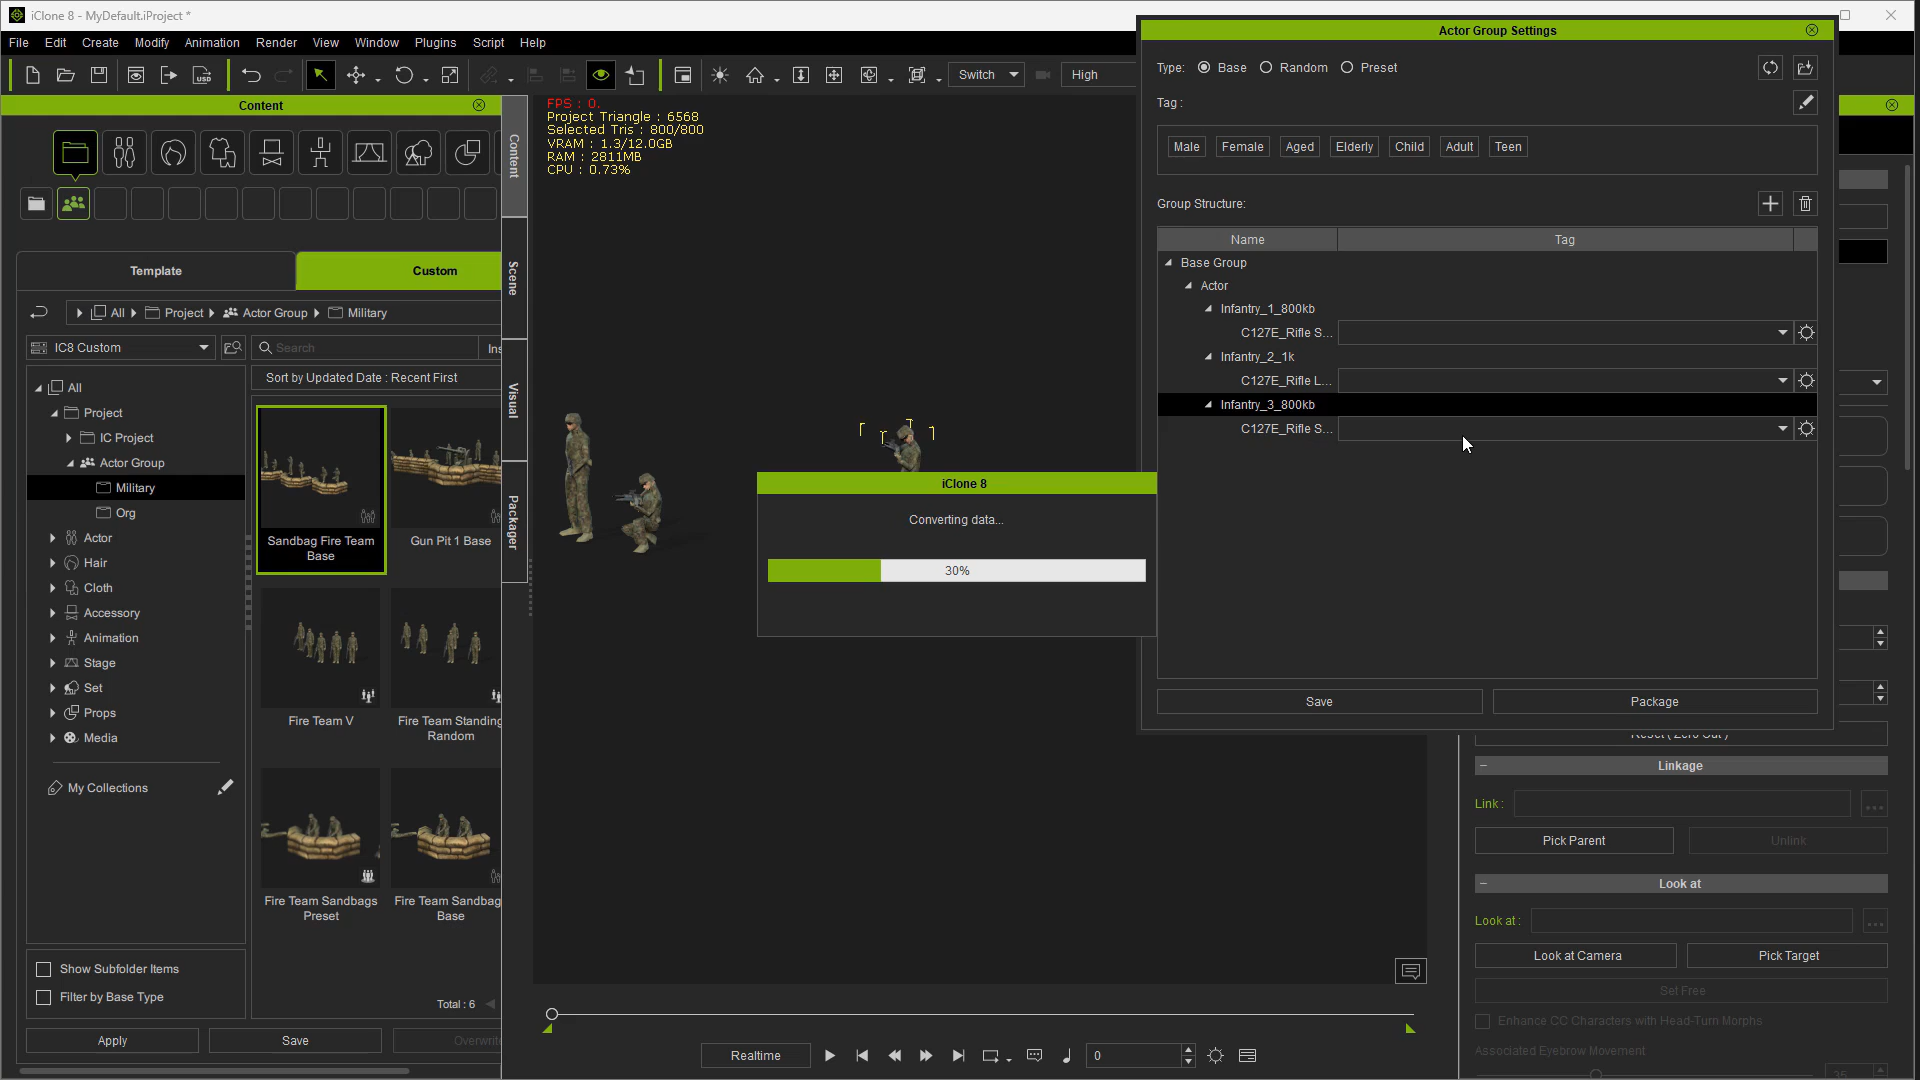 iClone 8 - MyDefault.iProject *
File Edit Create Modify Animation Render View Window Plugins Script Help
Switch
High
Content
Template
Custom
All Project Actor Group Military
IC8 Custom
Search
Ins
Sort by Updated Date : Recent First
All
Project
IC Project
Actor Group
Military
Org
Actor
Hair
Cloth
Accessory
Animation
Stage
Set
Props
Media
My Collections
Show Subfolder Items
Filter by Base Type
Apply
Save
Overwrite
Sandbag Fire Team
Base
Gun Pit 1 Base
Fire Team V
Fire Team Standing
Random
Fire Team Sandbags
Preset
Fire Team Sandbag
Base
Total : 6
Content
Scene
Visual
Packager
FPS : 0.
Project Triangle : 6568
Selected Tris : 800/800
VRAM : 1.3/12.0GB
RAM : 2811MB
CPU : 0.73%
iClone 8
Converting data...
30%
Realtime
0
Actor Group Settings
Type: Base Random Preset
Tag :
Male Female Aged Elderly Child Adult Teen
Group Structure:
Name Tag
Base Group
Actor
Infantry_1_800kb
C127E_Rifle S...
Infantry_2_1k
C127E_Rifle L...
Infantry_3_800kb
C127E_Rifle S...
Save
Package
Reset ( Zero Out )
Linkage
Link :
...
Pick Parent
Unlink
Look at
Look at :
...
Look at Camera
Pick Target
Set Free
Enhance CC Characters with Head-Turn Morphs
Associated Eyebrow Movement
35